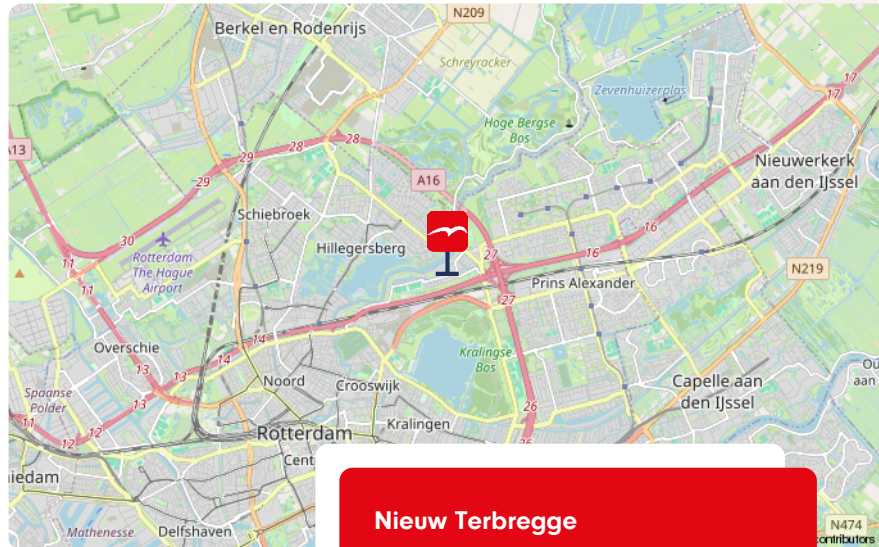 N209
Berkel en Rodenrijs
Schreyracker
17
Zevenhuizerplas
17
Hoge Bergse
Bos
28
28
A13
29
Nieuwerkerk
aan den IJssel
A16
29
Schiebroek
16
30
Hillegersberg
27
16
11
Rotterdam
The Hague
Airport
N219
11
Prins Alexander
27
14
Overschie
14
Kralingse
Bos
13
14
Noord
Crooswijk
Capelle aan
den IJssel
Spaanse
Polder
13
13
12
26
11
12
Kralingen
Rotterdam
26
Cent
iedam
Nieuw Terbregge
Mathenesse
Delfshaven
N474
contributors